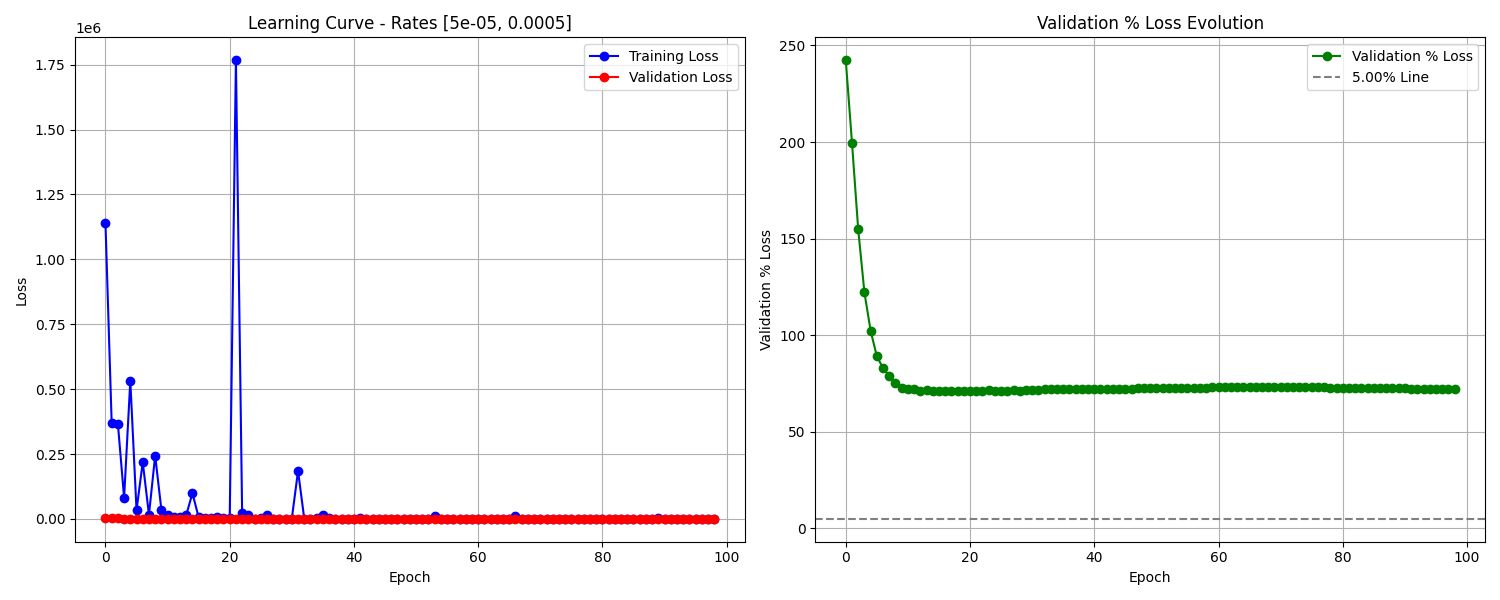 Learning Curve - Rates [5e-05, 0.0005]
1e6
1.75
1.50
1.25
1.00
0.75
0.50
0.25
0.00
Loss
0 20 40 60 80 100
Epoch
Training Loss
Validation Loss
Validation % Loss Evolution
250
200
150
100
50
0
Validation % Loss
0 20 40 60 80 100
Epoch
Validation % Loss
5.00% Line